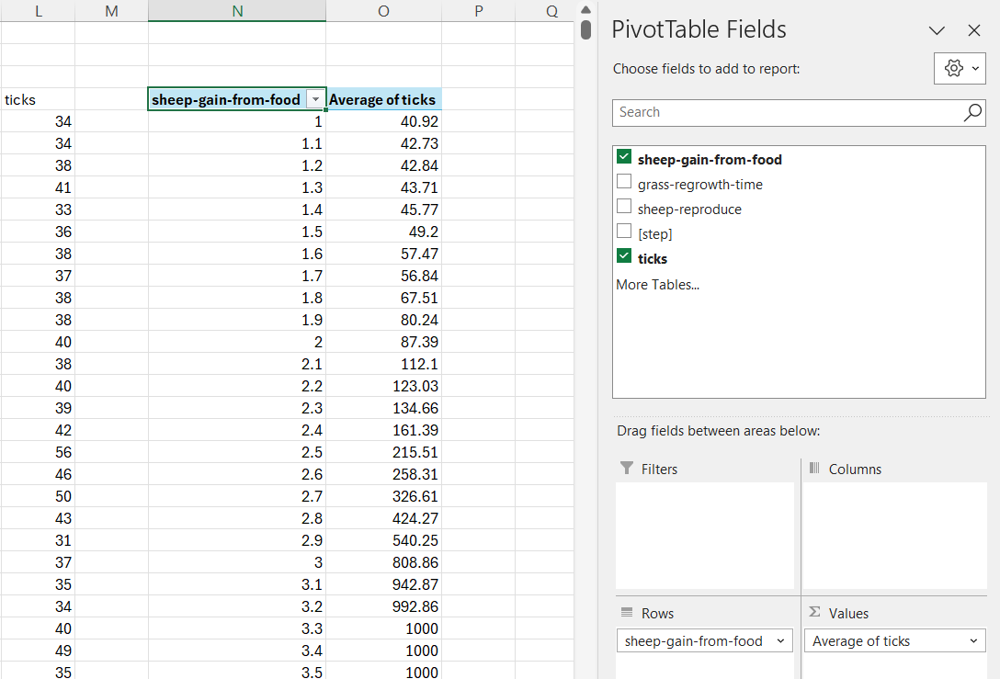 L M N O P Q
ticks sheep-gain-from-food Average of ticks
34 1 40.92
34 1.1 42.73
38 1.2 42.84
41 1.3 43.71
33 1.4 45.77
36 1.5 49.2
38 1.6 57.47
37 1.7 56.84
38 1.8 67.51
38 1.9 80.24
40 2 87.39
38 2.1 112.1
40 2.2 123.03
39 2.3 134.66
42 2.4 161.39
56 2.5 215.51
46 2.6 258.31
50 2.7 326.61
43 2.8 424.27
31 2.9 540.25
37 3 808.86
35 3.1 942.87
34 3.2 992.86
40 3.3 1000
49 3.4 1000
35 3.5 1000
PivotTable Fields
Choose fields to add to report:
Search
sheep-gain-from-food
grass-regrowth-time
sheep-reproduce
[step]
ticks
More Tables...
Drag fields between areas below:
Filters
Columns
Rows
Σ Values
sheep-gain-from-food
Average of ticks